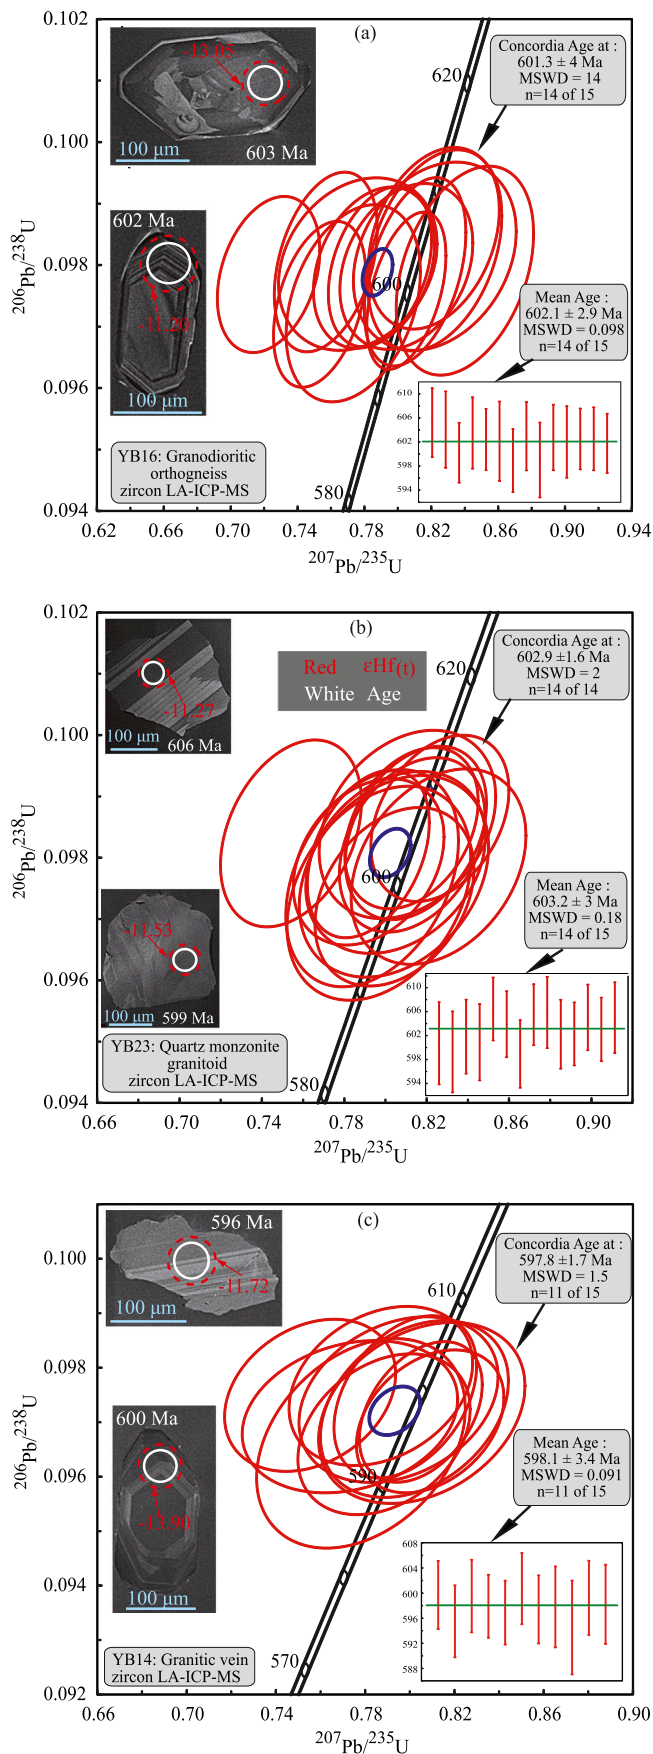 (a)
-13.05
100 μm
603 Ma
620
Concordia Age at :
601.3 ± 4 Ma
MSWD = 14
n=14 of 15
0.102
0.100
0.098
0.096
0.094
206Pb/238U
602 Ma
-11.20
100 μm
600
Mean Age :
602.1 ± 2.9 Ma
MSWD = 0.098
n=14 of 15
610
606
602
598
594
YB16: Granodioritic
orthogneiss
zircon LA-ICP-MS
580
0.62 0.66 0.70 0.74 0.78 0.82 0.86 0.90 0.94
207Pb/235U
(b)
-11.27
100 μm
606 Ma
Red εHf(t)
White Age
620
Concordia Age at :
602.9 ±1.6 Ma
MSWD = 2
n=14 of 14
0.102
0.100
0.098
0.096
0.094
206Pb/238U
600
-11.53
100 μm
599 Ma
Mean Age :
603.2 ± 3 Ma
MSWD = 0.18
n=14 of 15
610
606
602
598
594
YB23: Quartz monzonite
granitoid
zircon LA-ICP-MS
580
0.66 0.70 0.74 0.78 0.82 0.86 0.90
207Pb/235U
(c)
596 Ma
-11.72
100 μm
610
Concordia Age at :
597.8 ±1.7 Ma
MSWD = 1.5
n=11 of 15
0.100
0.098
0.096
0.094
0.092
206Pb/238U
600 Ma
-13.90
100 μm
590
Mean Age :
598.1 ± 3.4 Ma
MSWD = 0.091
n=11 of 15
608
604
600
596
592
588
YB14: Granitic vein
zircon LA-ICP-MS
570
0.66 0.70 0.74 0.78 0.82 0.86 0.90
207Pb/235U